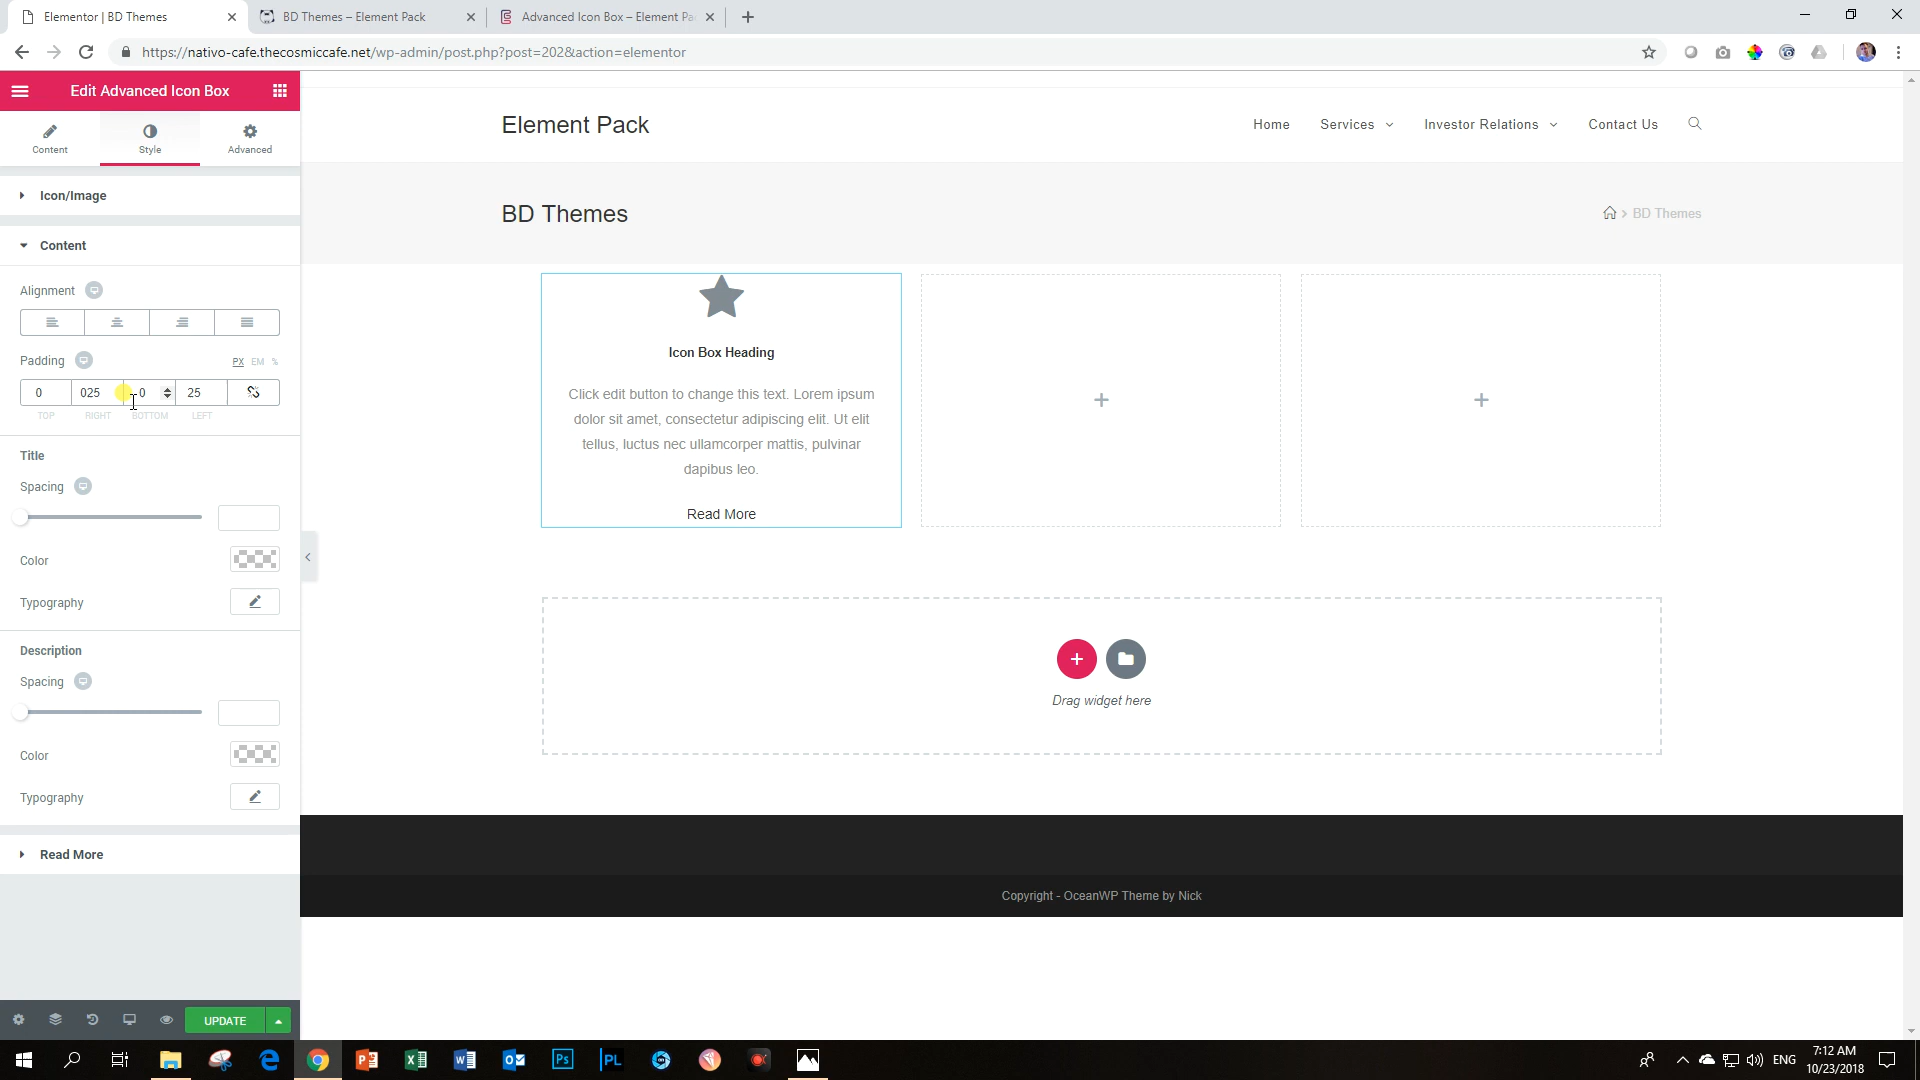 Elementor | BD Themes
BD Themes – Element Pack
Advanced Icon Box – Element Pa
https://nativo-cafe.thecosmiccafe.net/wp-admin/post.php?post=202&action=elementor
Edit Advanced Icon Box
Content
Style
Advanced
Icon/Image
Content
Alignment
Padding
PX EM %
0 025 0 25
TOP RIGHT BOTTOM LEFT
Title
Spacing
Color
Typography
Description
Spacing
Color
Typography
Read More
UPDATE
Element Pack
Home Services Investor Relations Contact Us
BD Themes
> BD Themes
Icon Box Heading
Click edit button to change this text. Lorem ipsum
dolor sit amet, consectetur adipiscing elit. Ut elit
tellus, luctus nec ullamcorper mattis, pulvinar
dapibus leo.
Read More
Drag widget here
Copyright - OceanWP Theme by Nick
ENG
7:12 AM
10/23/2018